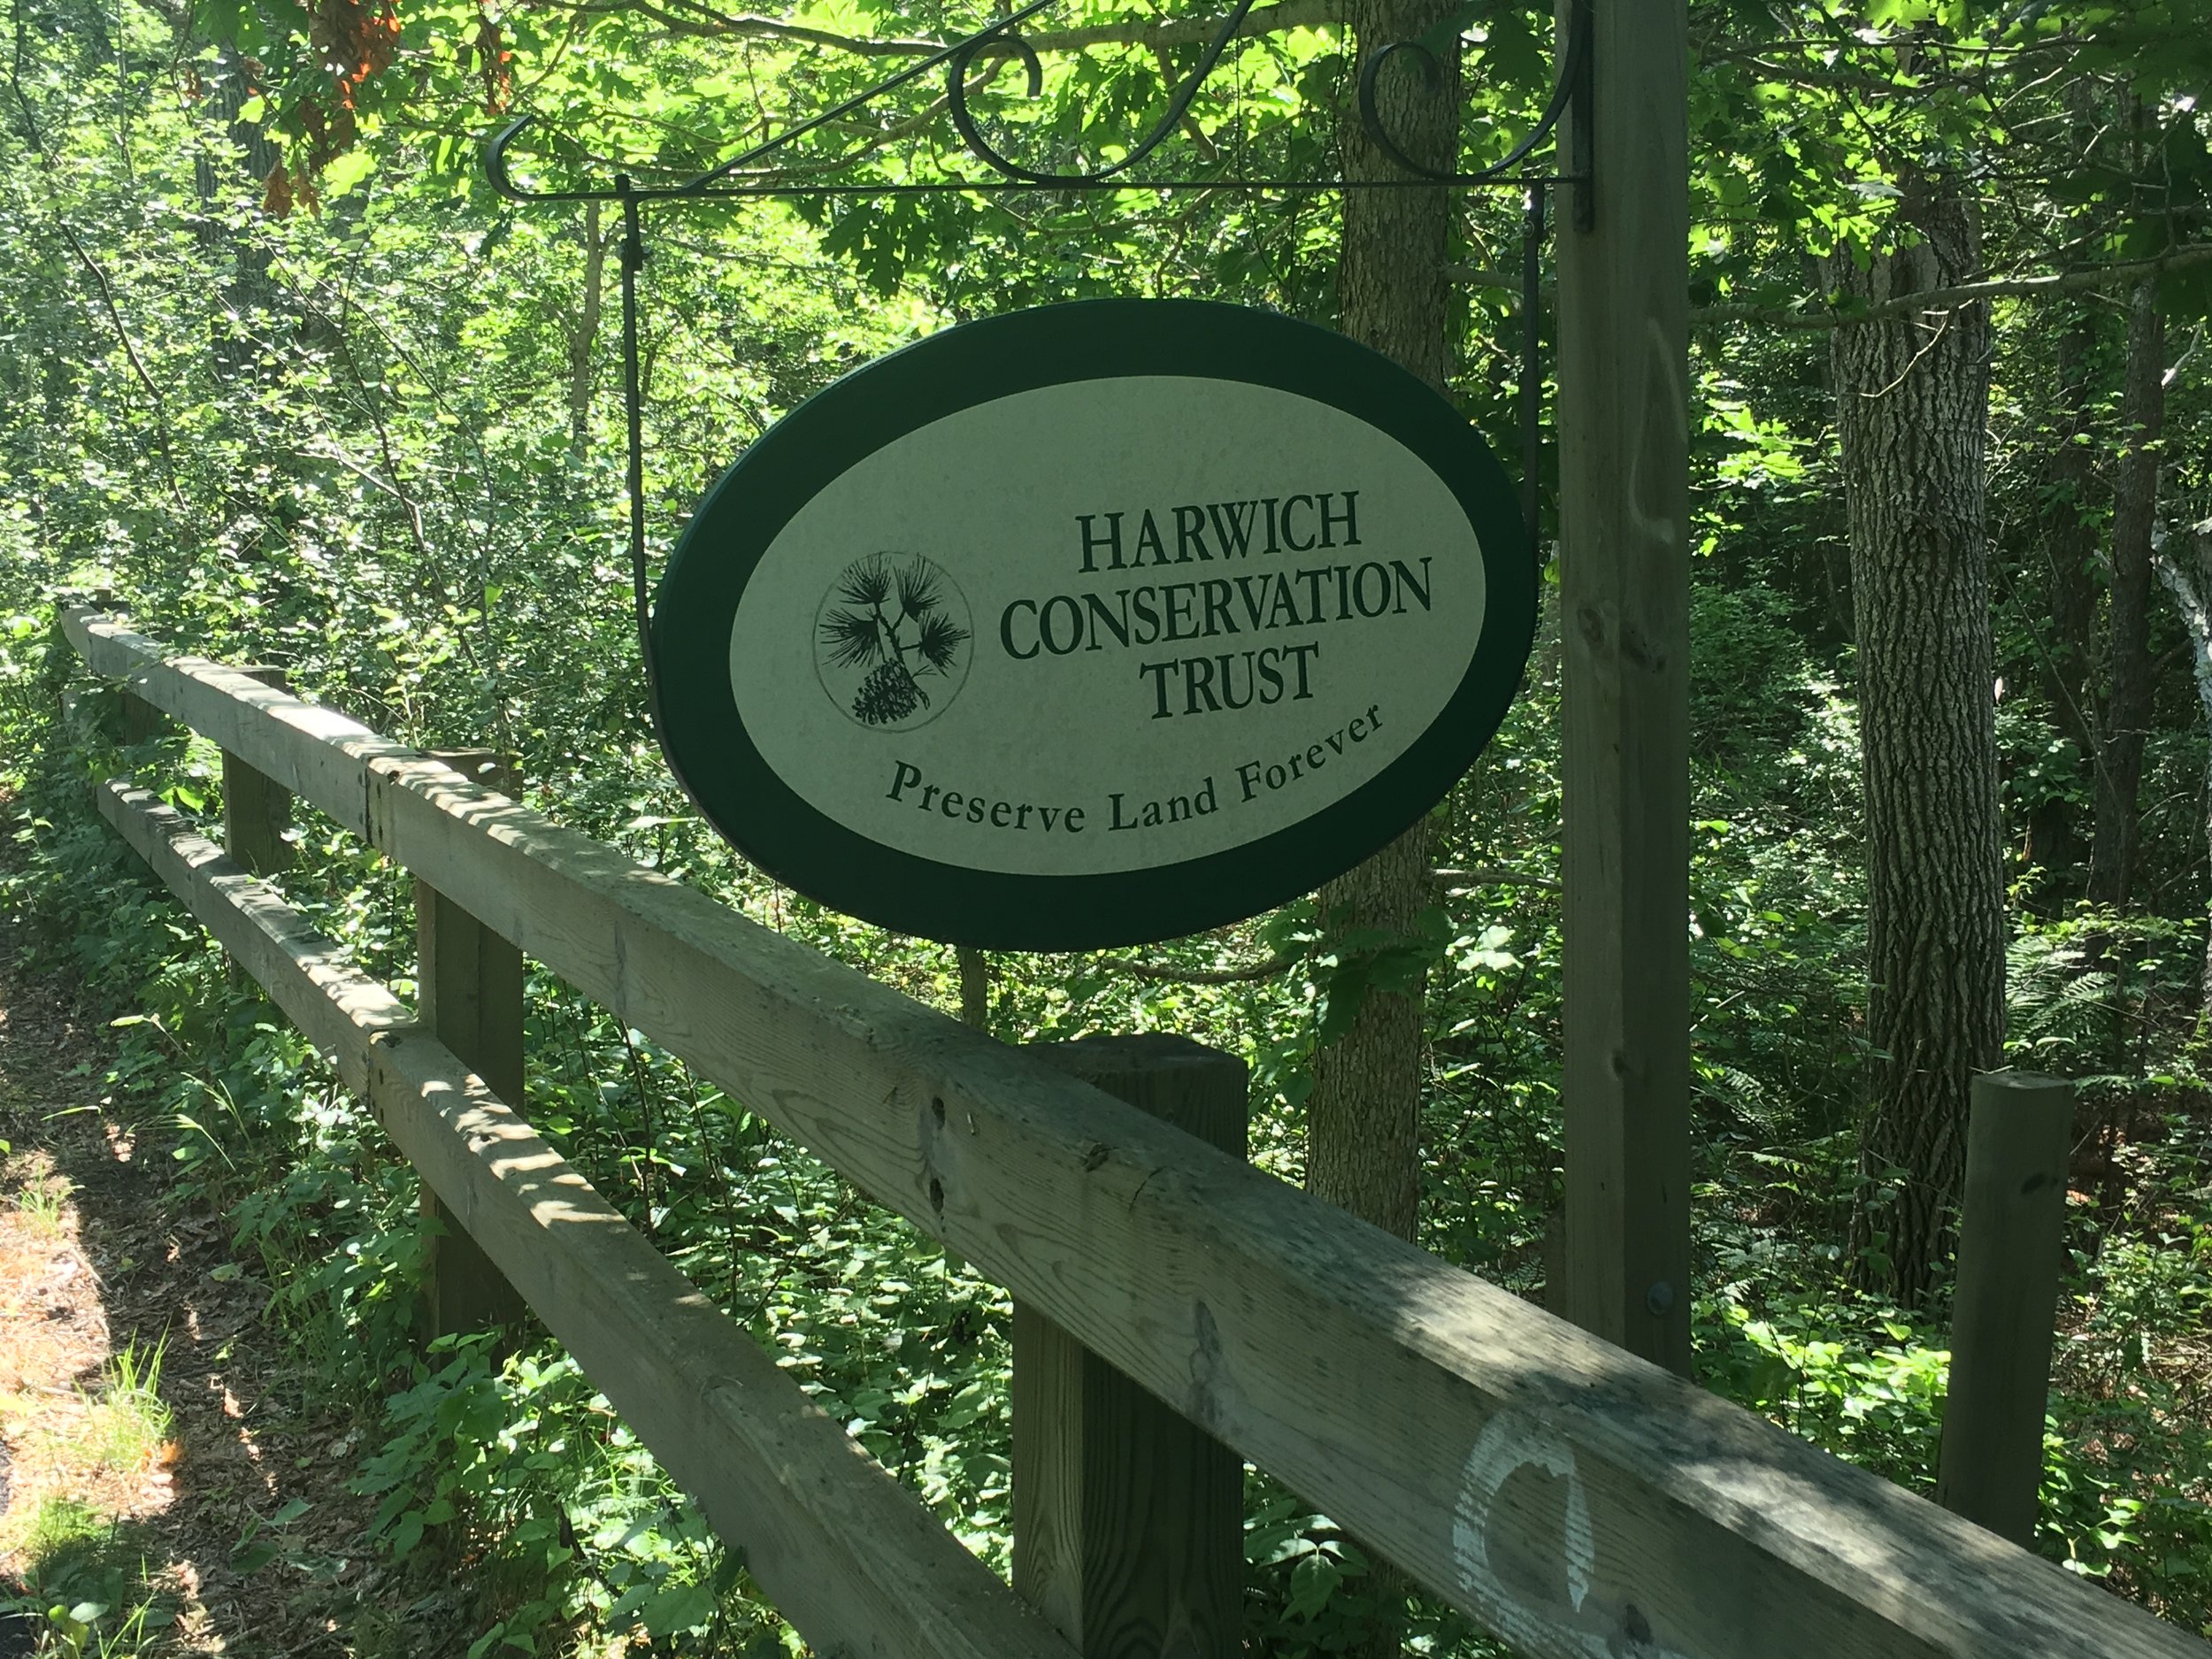 HARWICH
CONSERVATION
TRUST
Preserve Land Forever